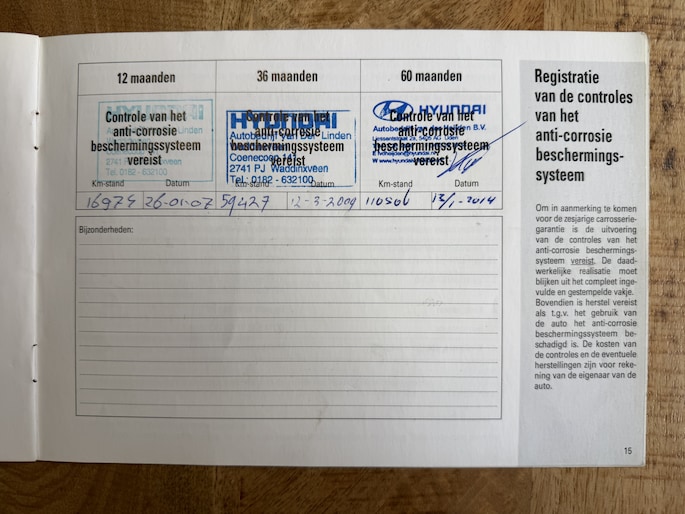 12 maanden
36 maanden
60 maanden
HYUNDAI
Controle van het
anti-corrosie
beschermingssysteem
vereist
2741 PJ Waddinxveen
Tel. 0182 - 632100
Km-stand
Datum
26-01-07
HYUNDAI
Controle van het
anti-corrosie
beschermingssysteem
vereist
Autobedrijf van Der Linden
Coenecoop 141
2741 PJ Waddinxveen
Tel.: 0182 - 632100
Km-stand
Datum
59427
12-3-2009
HYUNDAI
Controle van het
anti-corrosie
beschermingssysteem
vereist
Km-stand
Datum
Bijzonderheden:
Registratie
van de controles
van het
anti-corrosie
beschermings-
systeem
Om in aanmerking te komen
voor de zesjarige carrosserie-
garantie is de uitvoering
van de controles van het
anti-corrosie beschermings-
systeem vereist. De daad-
werkelijke realisatie moet
blijken uit het compleet inge-
vulde en gestempelde vakje.
Bovendien is herstel vereist
als t.g.v. het gebruik van
de auto het anti-corrosie
beschermingssysteem be-
schadigd is. De kosten van
de controles en de eventuele
herstellingen zijn voor reke-
ning van de eigenaar van de
auto.
15